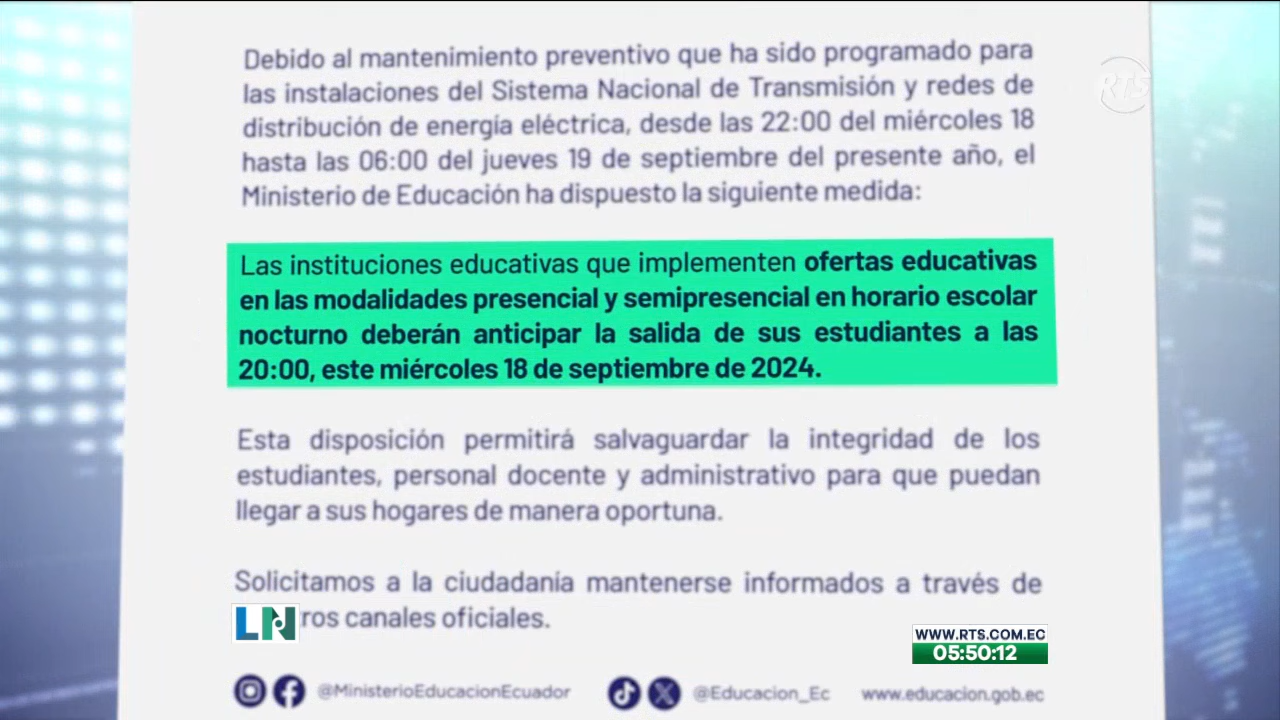 Debido al mantenimiento preventivo que ha sido programado para
las instalaciones del Sistema Nacional de Transmisión y redes de
distribución de energía eléctrica, desde las 22:00 del miércoles 18
hasta las 06:00 del jueves 19 de septiembre del presente año, el
Ministerio de Educación ha dispuesto la siguiente medida:
RTS
Las instituciones educativas que implementen ofertas educativas
en las modalidades presencial y semipresencial en horario escolar
nocturno deberán anticipar la salida de sus estudiantes a las
20:00, este miércoles 18 de septiembre de 2024.
Esta disposición permitirá salvaguardar la integridad de los
estudiantes, personal docente y administrativo para que puedan
llegar a sus hogares de manera oportuna.
Solicitamos a la ciudadanía mantenerse informados a través de
ros canales oficiales.
LN
WWW.RTS.COM.EC
05:50:12
@MinisterioEducacionEcuador @Educacion_Ec www.educacion.gob.ec